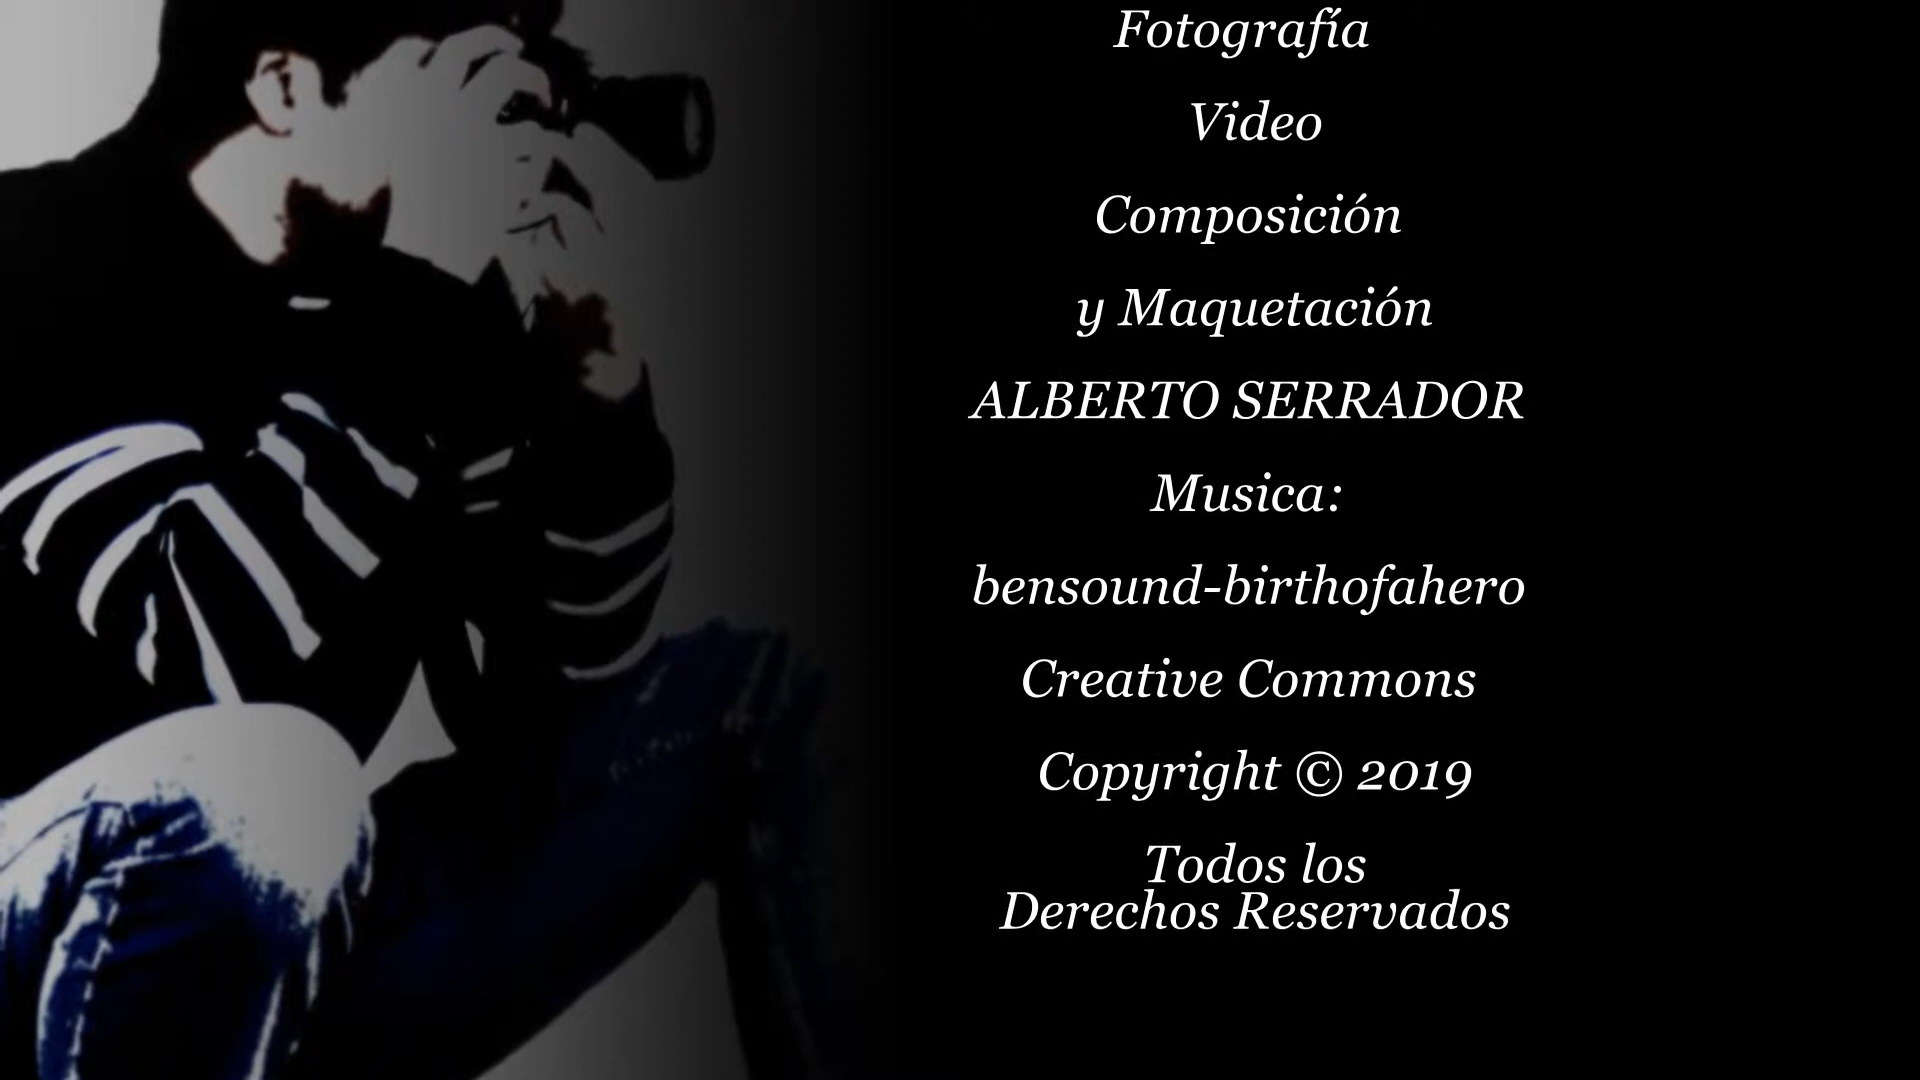 Fotografía
Video
Composición
y Maquetación
ALBERTO SERRADOR
Musica:
bensound-birthofahero
Creative Commons
Copyright © 2019
Todos los
Derechos Reservados